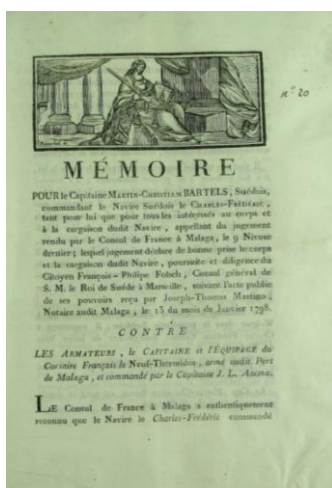 n.º 20
MÉMOIRE
POUR le Capitaine MARTIN-CHRISTIAN BARTELS, Suédois,
commandant le Navire Suédois le CHARLES-FRÉDÉRIC,
tant pour lui que pour tous les intéressés au corps et
à la cargaison dudit Navire, appellant du jugement
rendu par le Consul de France à Malaga, le 9 Nivose
dernier; lequel jugement déclare de bonne prise le corps
et la cargaison dudit Navire, poursuite et diligence du
Citoyen François-Philipe Fölsch, Consul général de
S. M. le Roi de Suède à Marseille, suivant l'acte public
de ses pouvoirs reçu par Joseph-Thomas Mastino,
Notaire audit Malaga, le 13 du mois de Janvier 1798.
CONTRE
LES ARMATEURS, le CAPITAINE et l'ÉQUIPAGE du
Corsaire Français le Neuf-Thermidor, armé audit Port
de Malaga, et commandé par le Capitaine J. L.
LE Consul de France à Malaga a authentiquement
reconnu que le Navire le Charles-Frédéric commandé